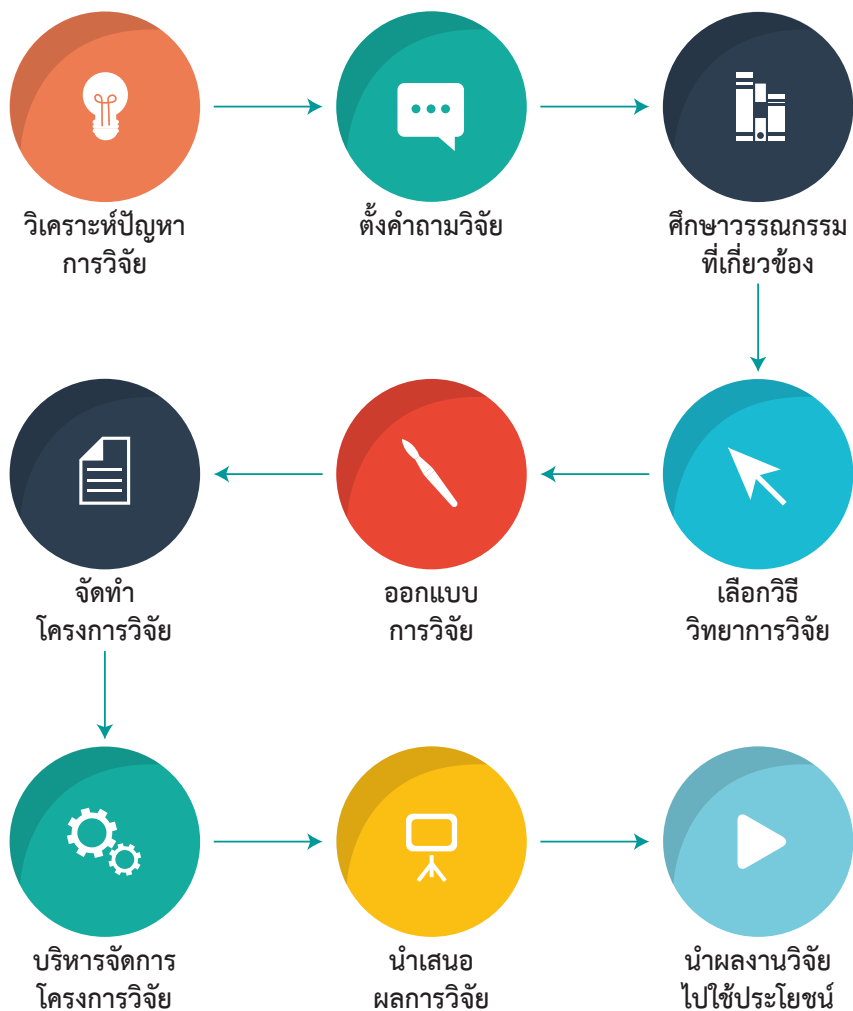 วิเคราะห์ปัญหา
การวิจัย
ตั้งคำถามวิจัย
ศึกษาวรรณกรรม
ที่เกี่ยวข้อง
เลือกวิธี
วิทยาการวิจัย
ออกแบบ
การวิจัย
จัดทำ
โครงการวิจัย
บริหารจัดการ
โครงการวิจัย
นำเสนอ
ผลการวิจัย
นำผลงานวิจัย
ไปใช้ประโยชน์